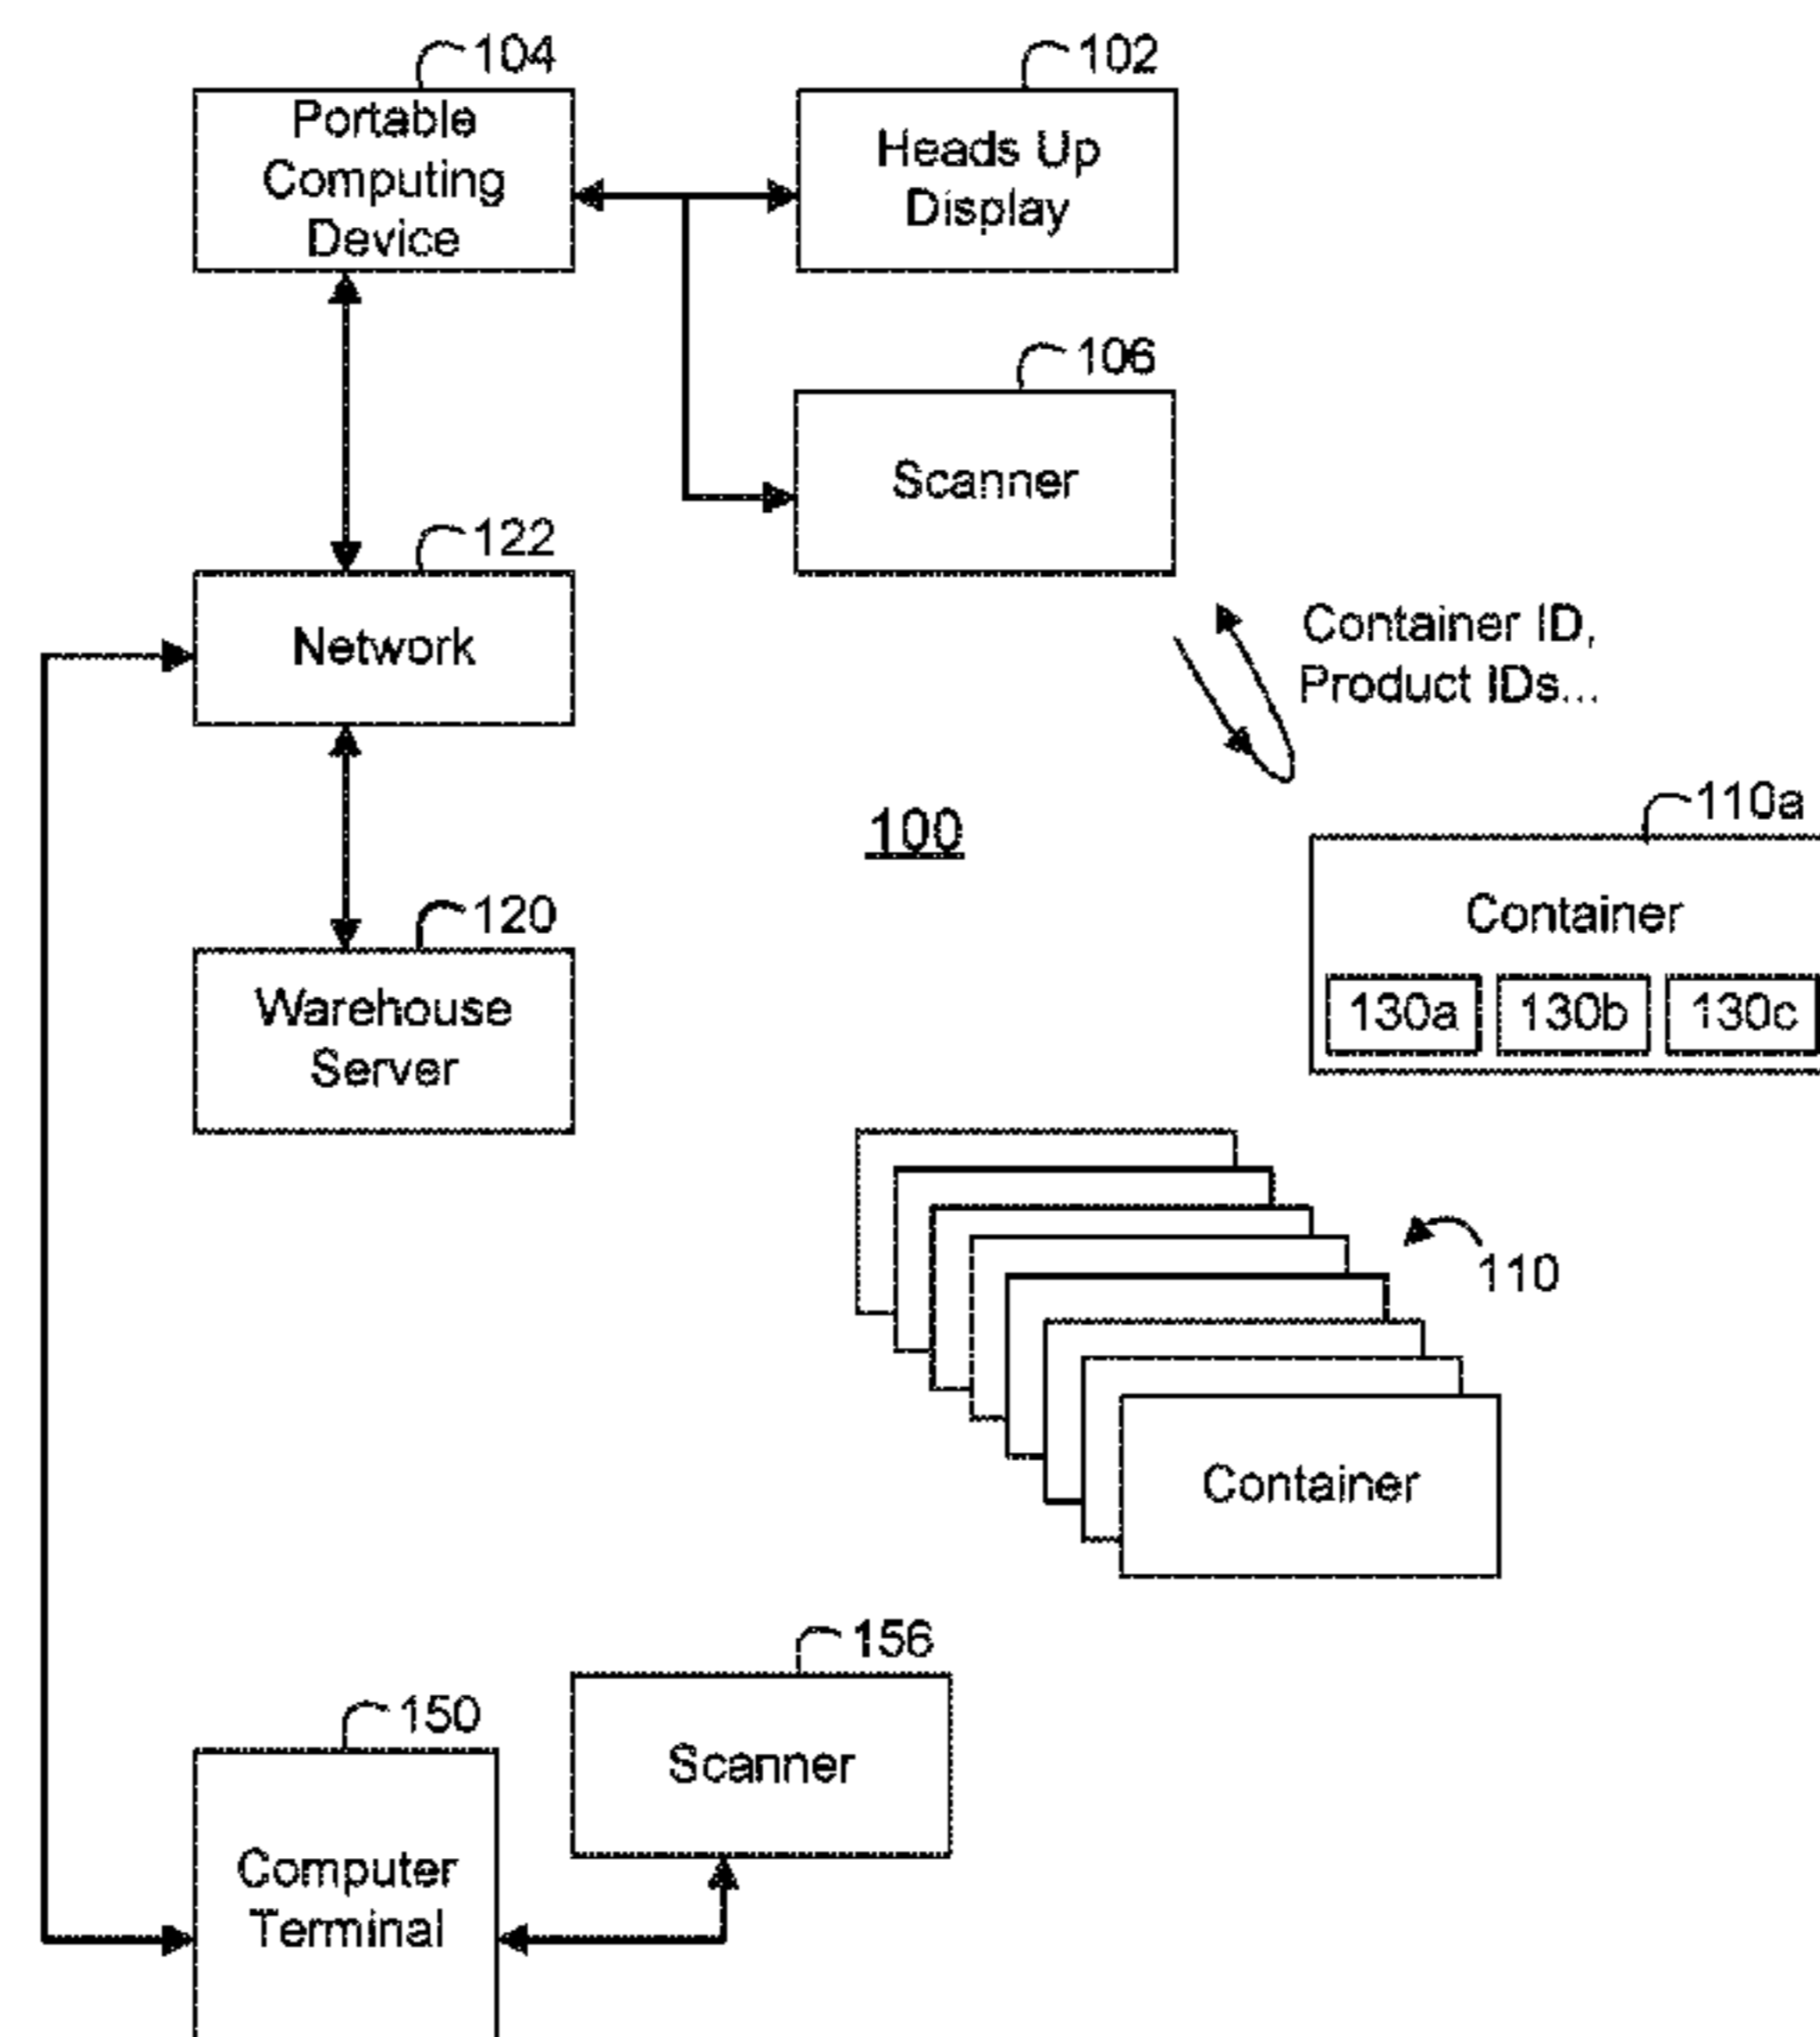 104
Portable
Computing
Device
102
Heads Up
Display
106
Scanner
122
Network
Container ID,
Product IDs...
100
110a
Container
130a 130b 130c
120
Warehouse
Server
110
Container
156
Scanner
150
Computer
Terminal